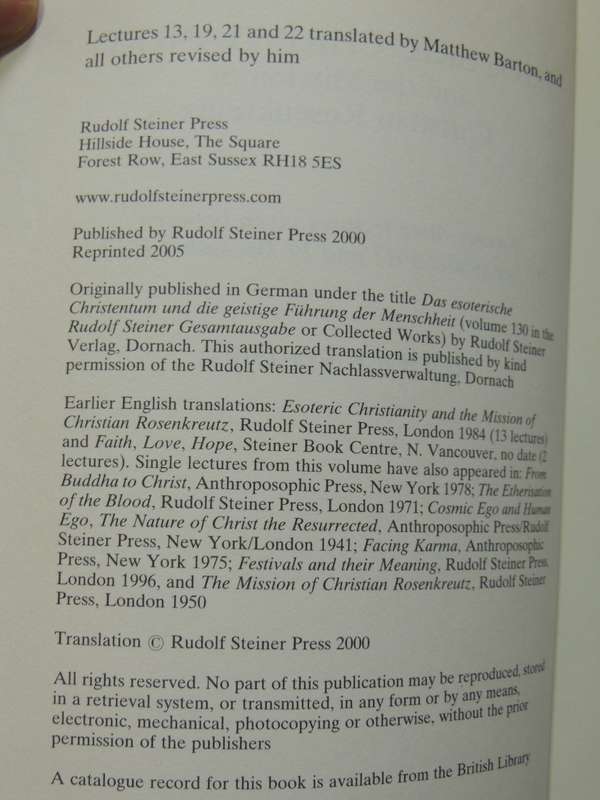 Lectures 13, 19, 21 and 22 translated by Matthew Barton, and
all others revised by him
Rudolf Steiner Press
Hillside House, The Square
Forest Row, East Sussex RH18 5ES
www.rudolfsteinerpress.com
Published by Rudolf Steiner Press 2000
Reprinted 2005
Originally published in German under the title Das esoterische
Christentum und die geistige Führung der Menschheit (volume 130 in the
Rudolf Steiner Gesamtausgabe or Collected Works) by Rudolf Steiner
Verlag, Dornach. This authorized translation is published by kind
permission of the Rudolf Steiner Nachlassverwaltung, Dornach
Earlier English translations: Esoteric Christianity and the Mission of
Christian Rosenkreutz, Rudolf Steiner Press, London 1984 (13 lectures)
and Faith, Love, Hope, Steiner Book Centre, N. Vancouver, no date (2
lectures). Single lectures from this volume have also appeared in: From
Buddha to Christ, Anthroposophic Press, New York 1978; The Etherisation
of the Blood, Rudolf Steiner Press, London 1971; Cosmic Ego and Human
Ego, The Nature of Christ the Resurrected, Anthroposophic Press/Rudolf
Steiner Press, New York/London 1941; Facing Karma, Anthroposophic
Press, New York 1975; Festivals and their Meaning, Rudolf Steiner Press,
London 1996, and The Mission of Christian Rosenkreutz, Rudolf Steiner
Press, London 1950
Translation © Rudolf Steiner Press 2000
All rights reserved. No part of this publication may be reproduced, stored
in a retrieval system, or transmitted, in any form or by any means,
electronic, mechanical, photocopying or otherwise, without the prior
permission of the publishers
A catalogue record for this book is available from the British Library